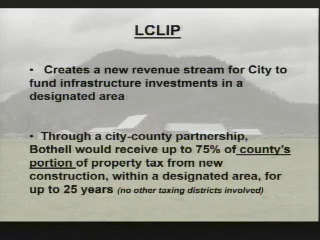 LCLIP
• Creates a new revenue stream for City to
fund infrastructure investments in a
designated area
• Through a city-county partnership,
Bothell would receive up to 75% of county's
portion of property tax from new
construction, within a designated area, for
up to 25 years (no other taxing districts involved)